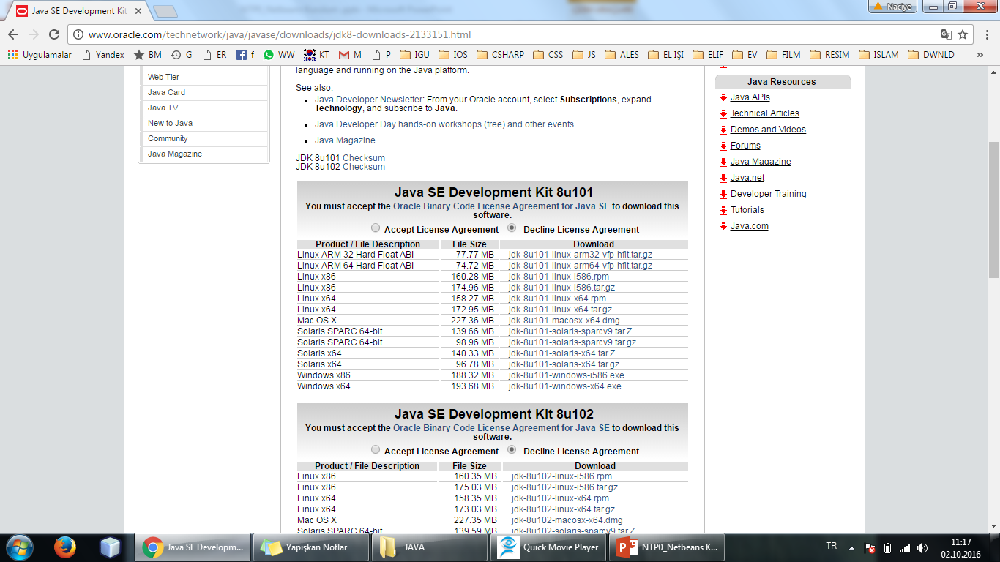 Java SE Development Kit
Naciye
www.oracle.com/technetwork/java/javase/downloads/jdk8-downloads-2133151.html
Uygulamalar Yandex BM G ER f WW KT M P İGU İOS CSHARP CSS JS ALES EL İŞİ ELİF EV FİLM RESİM İSLAM DWNLD »
Web Tier
Java Card
Java TV
New to Java
Community
Java Magazine
language and running on the Java platform.
See also:
Java Developer Newsletter: From your Oracle account, select Subscriptions, expand
Technology, and subscribe to Java.
Java Developer Day hands-on workshops (free) and other events
Java Magazine
JDK 8u101 Checksum
JDK 8u102 Checksum
Java SE Development Kit 8u101
You must accept the Oracle Binary Code License Agreement for Java SE to download this
software.
Accept License Agreement Decline License Agreement
Product / File Description File Size Download
Linux ARM 32 Hard Float ABI 77.77 MB jdk-8u101-linux-arm32-vfp-hflt.tar.gz
Linux ARM 64 Hard Float ABI 74.72 MB jdk-8u101-linux-arm64-vfp-hflt.tar.gz
Linux x86 160.28 MB jdk-8u101-linux-i586.rpm
Linux x86 174.96 MB jdk-8u101-linux-i586.tar.gz
Linux x64 158.27 MB jdk-8u101-linux-x64.rpm
Linux x64 172.95 MB jdk-8u101-linux-x64.tar.gz
Mac OS X 227.36 MB jdk-8u101-macosx-x64.dmg
Solaris SPARC 64-bit 139.66 MB jdk-8u101-solaris-sparcv9.tar.Z
Solaris SPARC 64-bit 98.96 MB jdk-8u101-solaris-sparcv9.tar.gz
Solaris x64 140.33 MB jdk-8u101-solaris-x64.tar.Z
Solaris x64 96.78 MB jdk-8u101-solaris-x64.tar.gz
Windows x86 188.32 MB jdk-8u101-windows-i586.exe
Windows x64 193.68 MB jdk-8u101-windows-x64.exe
Java SE Development Kit 8u102
You must accept the Oracle Binary Code License Agreement for Java SE to download this
software.
Accept License Agreement Decline License Agreement
Product / File Description File Size Download
Linux x86 160.35 MB jdk-8u102-linux-i586.rpm
Linux x86 175.03 MB jdk-8u102-linux-i586.tar.gz
Linux x64 158.35 MB jdk-8u102-linux-x64.rpm
Linux x64 173.03 MB jdk-8u102-linux-x64.tar.gz
Mac OS X 227.35 MB jdk-8u102-macosx-x64.dmg
Solaris SPARC 64-bit 139.59 MB jdk-8u102-solaris-sparcv9.tar.Z
Java Resources
Java APIs
Technical Articles
Demos and Videos
Forums
Java Magazine
Java.net
Developer Training
Tutorials
Java.com
Java SE Developm... Yapışkan Notlar JAVA Quick Movie Player NTP0_Netbeans K... TR 11:17
02.10.2016